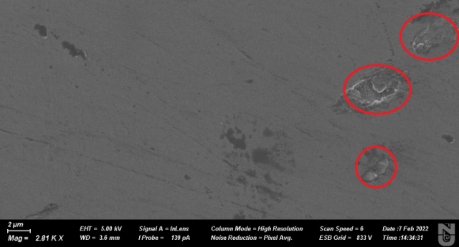 2 µm
Mag = 2.81 K X
EHT = 5.00 kV
WD = 3.6 mm
Signal A = InLens
I Probe = 139 pA
Column Mode = High Resolution
Noise Reduction = Pixel Avg.
Scan Speed = 6
ESB Grid = 833 V
Date :7 Feb 2022
Time :14:34:31